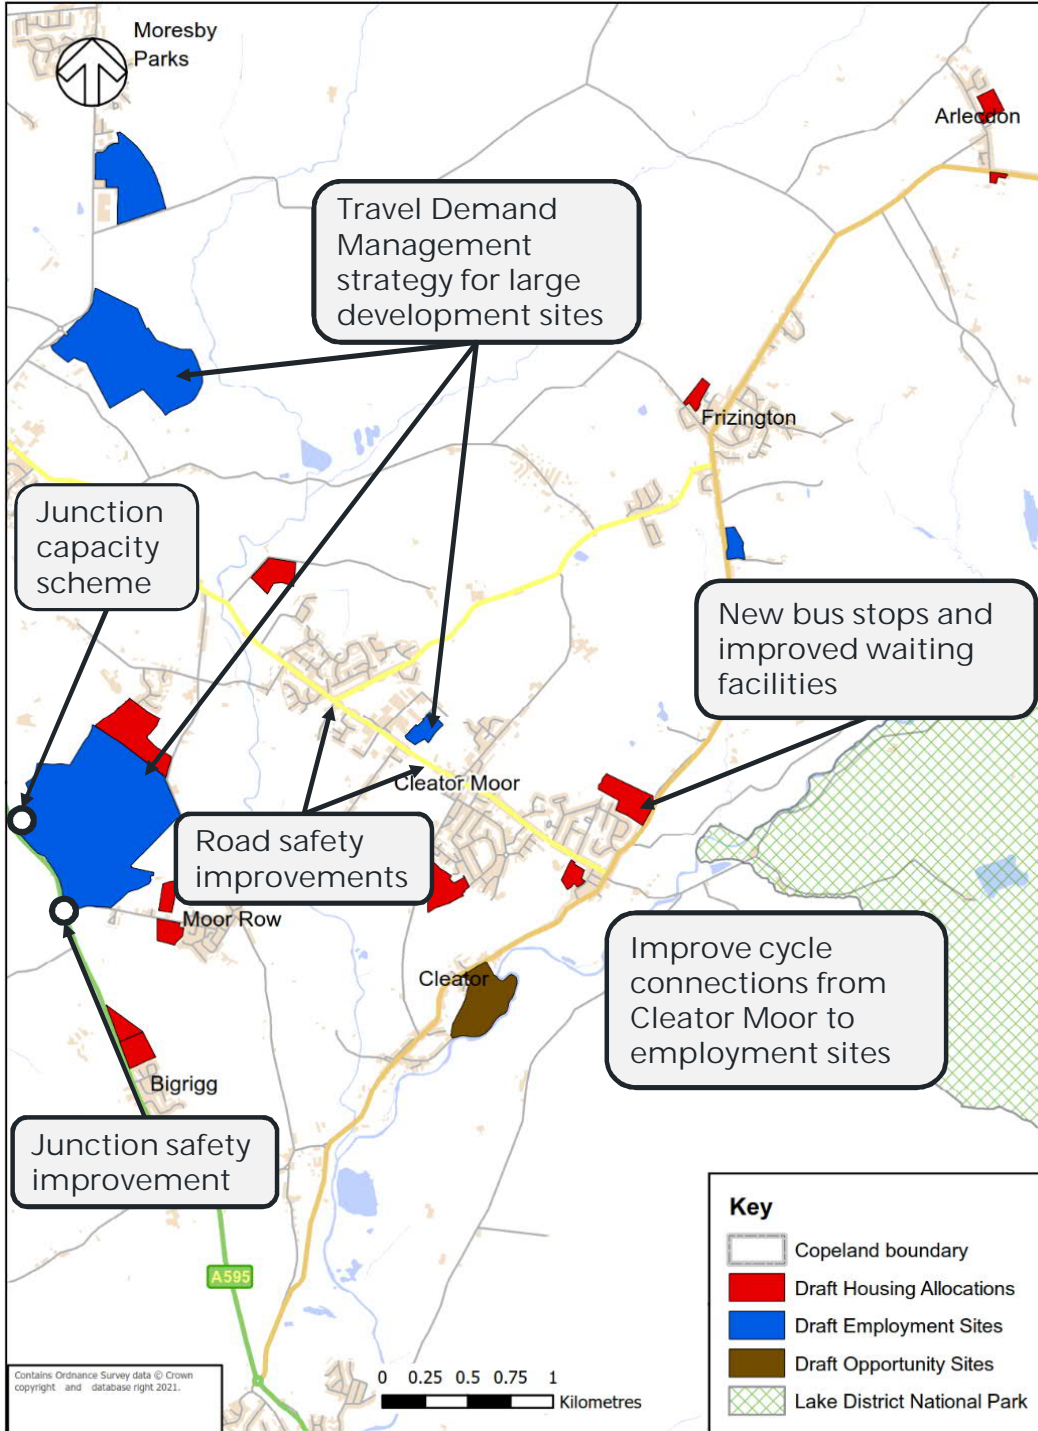 Moresby
Parks
Arlecdon
Travel Demand
Management
strategy for large
development sites
Frizington
Junction
capacity
scheme
New bus stops and
improved waiting
facilities
Cleator Moor
Road safety
improvements
Moor Row
Improve cycle
connections from
Cleator Moor to
employment sites
Cleator
Bigrigg
Junction safety
improvement
A595
Key
Copeland boundary
Draft Housing Allocations
Draft Employment Sites
Draft Opportunity Sites
Lake District National Park
0 0.25 0.5 0.75 1
Kilometres
Contains Ordnance Survey data © Crown
copyright and database right 2021.